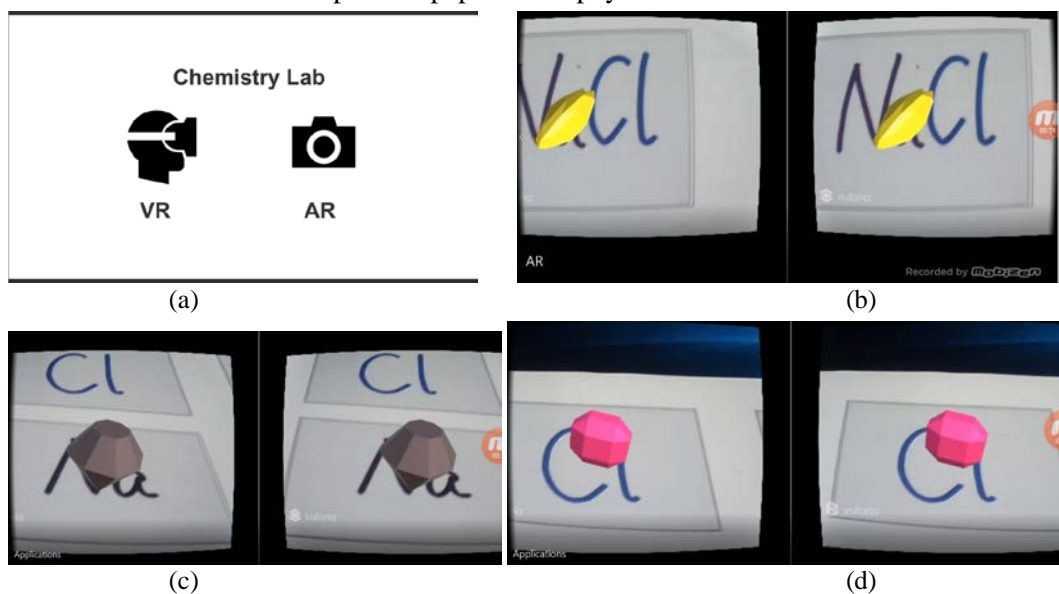 Chemistry Lab
VR AR
NaCl
Cl
NaCl
vuforia
AR
Recorded by mobizen
(a) (b)
Cl
Na
Applications
Cl
Na
vuforia
Cl
Applications
Cl
vuforia
(c) (d)